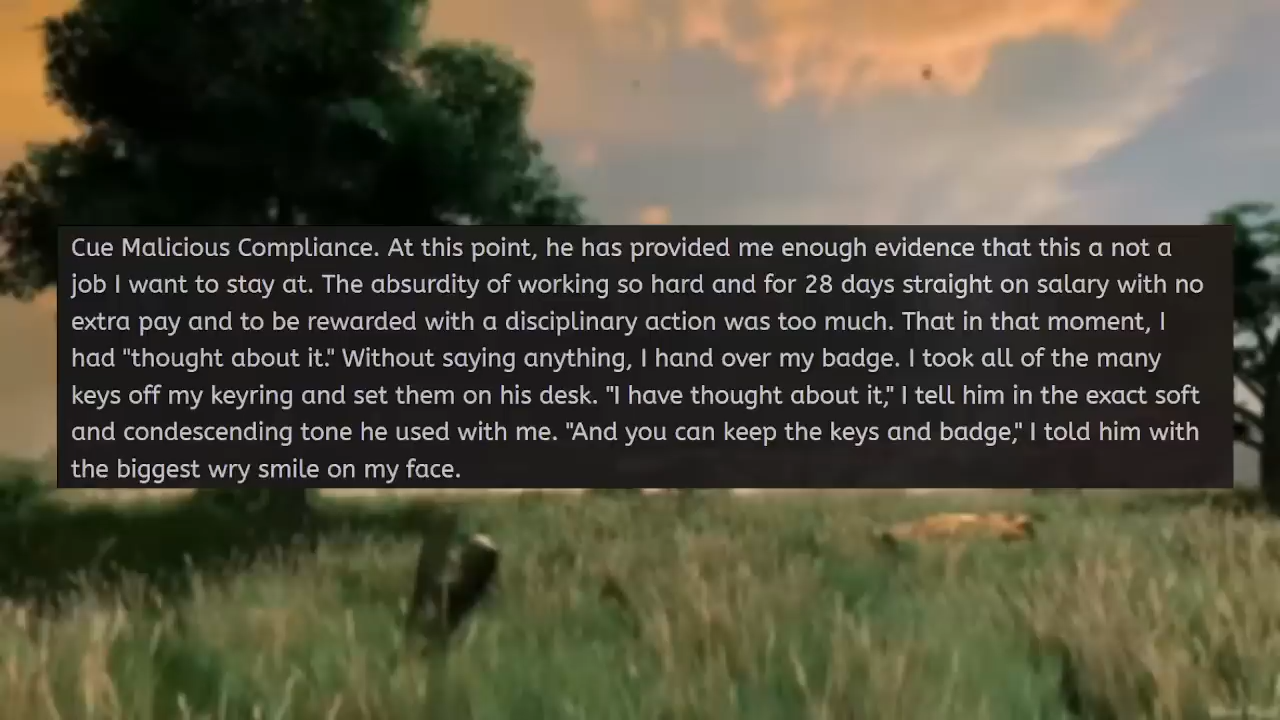 Cue Malicious Compliance. At this point, he has provided me enough evidence that this a not a
job I want to stay at. The absurdity of working so hard and for 28 days straight on salary with no
extra pay and to be rewarded with a disciplinary action was too much. That in that moment, I
had "thought about it." Without saying anything, I hand over my badge. I took all of the many
keys off my keyring and set them on his desk. "I have thought about it," I tell him in the exact soft
and condescending tone he used with me. "And you can keep the keys and badge," I told him with
the biggest wry smile on my face.